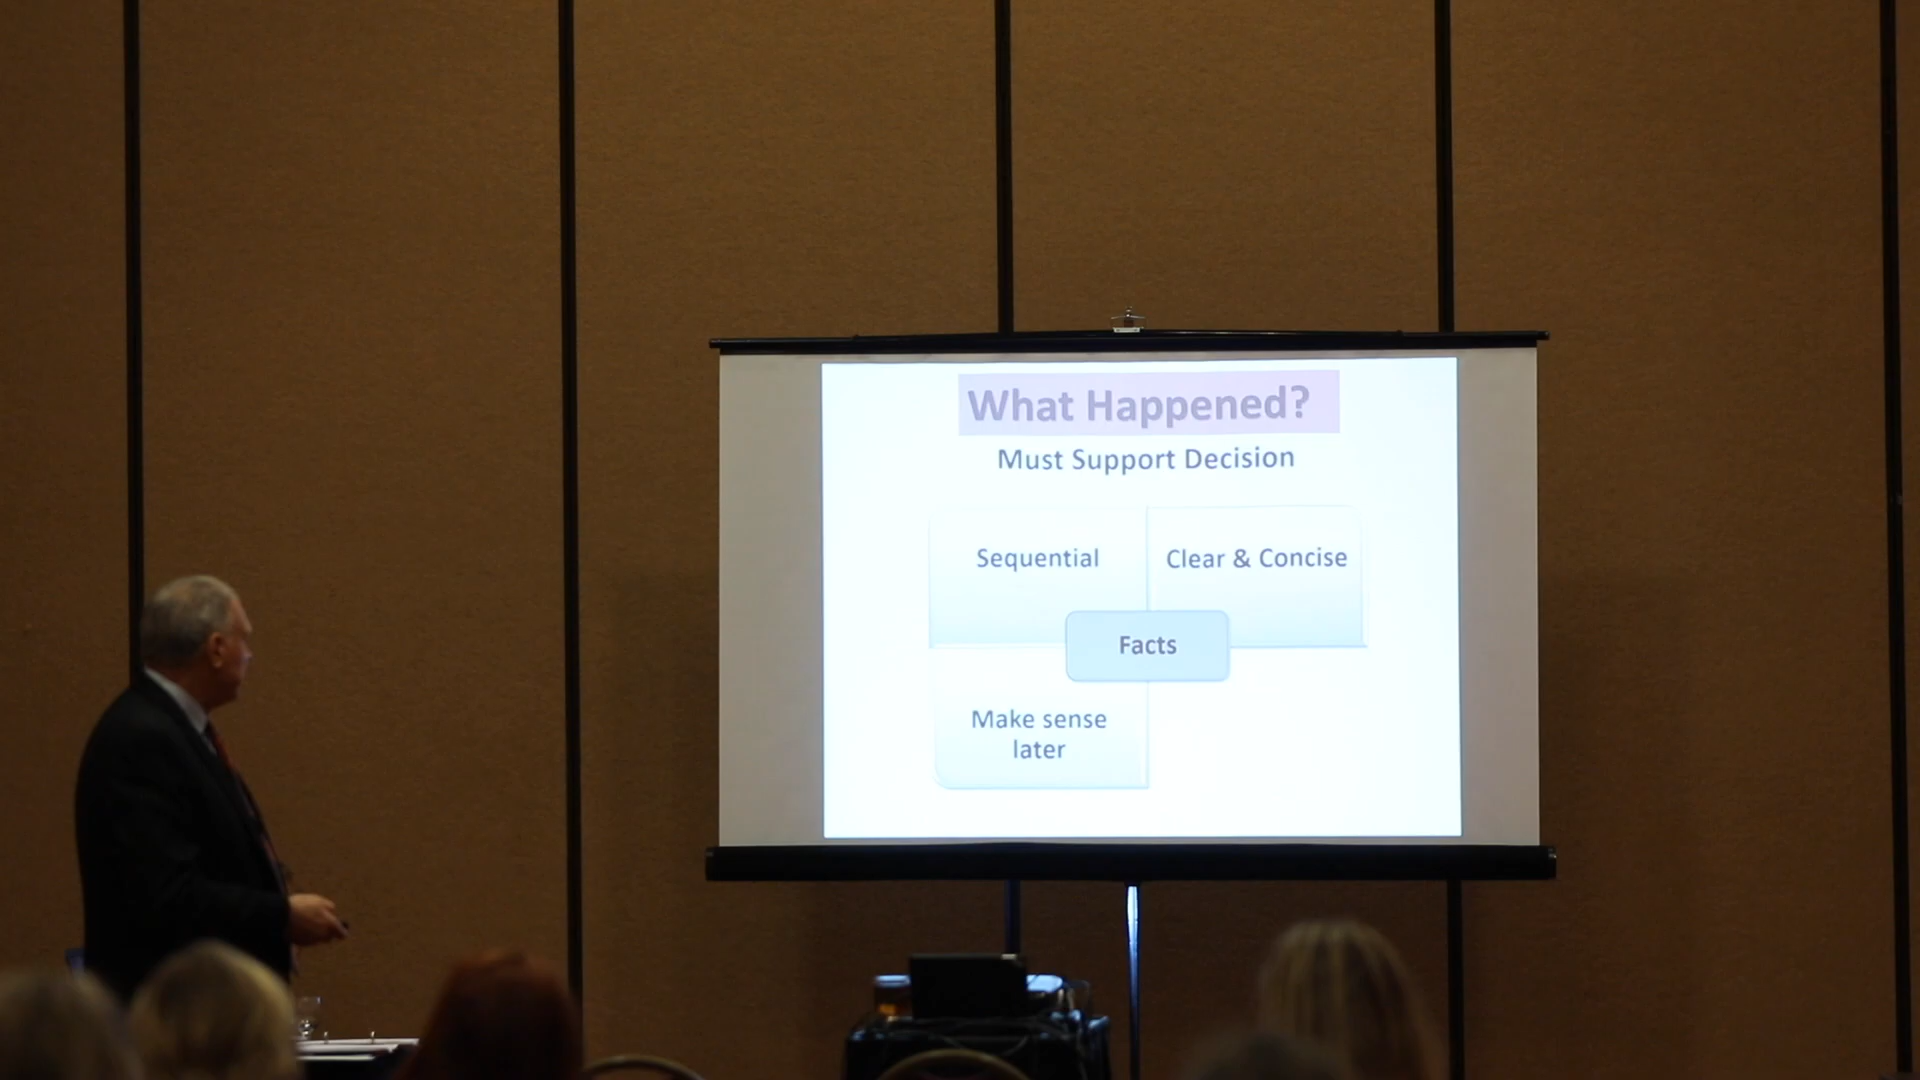 What Happened?
Must Support Decision
Sequential
Clear & Concise
Facts
Make sense
later